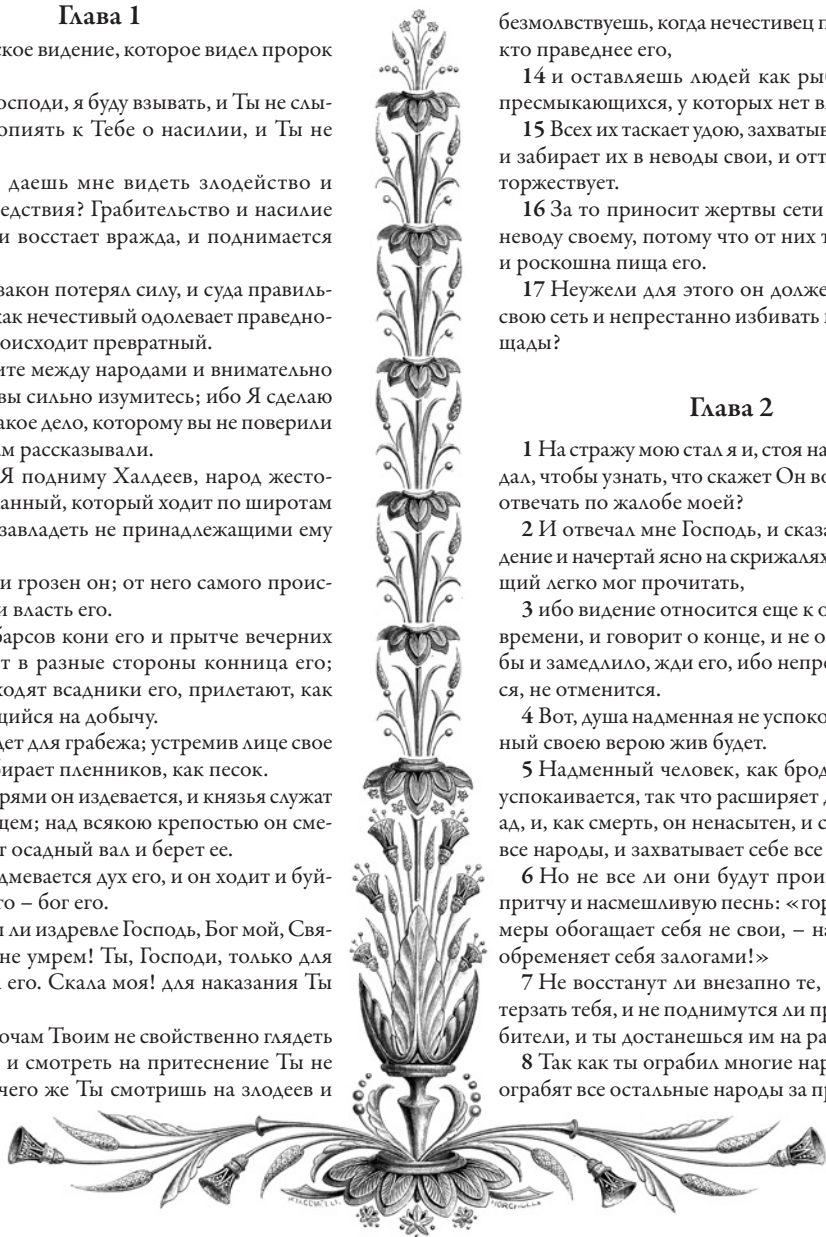 Глава 1
ское видение, которое видел пророк
осподи, я буду взывать, и Ты не слы-
опиять к Тебе о насилии, и Ты не
даешь мне видеть злодейство и
едствия? Грабительство и насилие
и восстает вражда, и поднимается
закон потерял силу, и суда правиль-
как нечестивый одолевает праведно-
оисходит превратный.
ите между народами и внимательно
вы сильно изумитесь; ибо Я сделаю
акое дело, которому вы не поверили
м рассказывали.
Я подниму Халдеев, народ жесто-
анный, который ходит по широтам
завладеть не принадлежащими ему
и грозен он; от него самого проис-
и власть его.
барсов кони его и прытче вечерних
т в разные стороны конница его;
ходят всадники его, прилетают, как
щийся на добычу.
дет для грабежа; устремив лице свое
бирает пленников, как песок.
рями он издевается, и князья служат
щем; над всякою крепостью он сме-
т осадный вал и берет ее.
дмевается дух его, и он ходит и буй-
го – бог его.
ы ли издревле Господь, Бог мой, Свя-
не умрем! Ты, Господи, только для
л его. Скала моя! для наказания Ты
очам Твоим не свойственно глядеть
и смотреть на притеснение Ты не
чего же Ты смотришь на злодеев и
безмолвствуешь, когда нечестивец п
кто праведнее его,
14 и оставляешь людей как рыб
пресмыкающихся, у которых нет в
15 Всех их таскает удою, захватыв
и забирает их в неводы свои, и отт
торжествует.
16 За то приносит жертвы сети
неводу своему, потому что от них т
и роскошна пища его.
17 Неужели для этого он долже
свою сеть и непрестанно избивать
щады?
Глава 2
1 На стражу мою стал я и, стоя на
дал, чтобы узнать, что скажет Он во
отвечать по жалобе моей?
2 И отвечал мне Господь, и сказа
дение и начертай ясно на скрижалях
щий легко мог прочитать,
3 ибо видение относится еще к о
времени, и говорит о конце, и не о
бы и замедлило, жди его, ибо непре
ся, не отменится.
4 Вот, душа надменная не успоко
ный своею верою жив будет.
5 Надменный человек, как брод
успокаивается, так что расширяет д
ад, и, как смерть, он ненасытен, и с
все народы, и захватывает себе все
6 Но не все ли они будут прои
притчу и насмешливую песнь: «гор
меры обогащает себя не свои, – на
обременяет себя залогами!»
7 Не восстанут ли внезапно те,
терзать тебя, и не поднимутся ли пр
бители, и ты достанешься им на ра
8 Так как ты ограбил многие нар
ограбят все остальные народы за пр